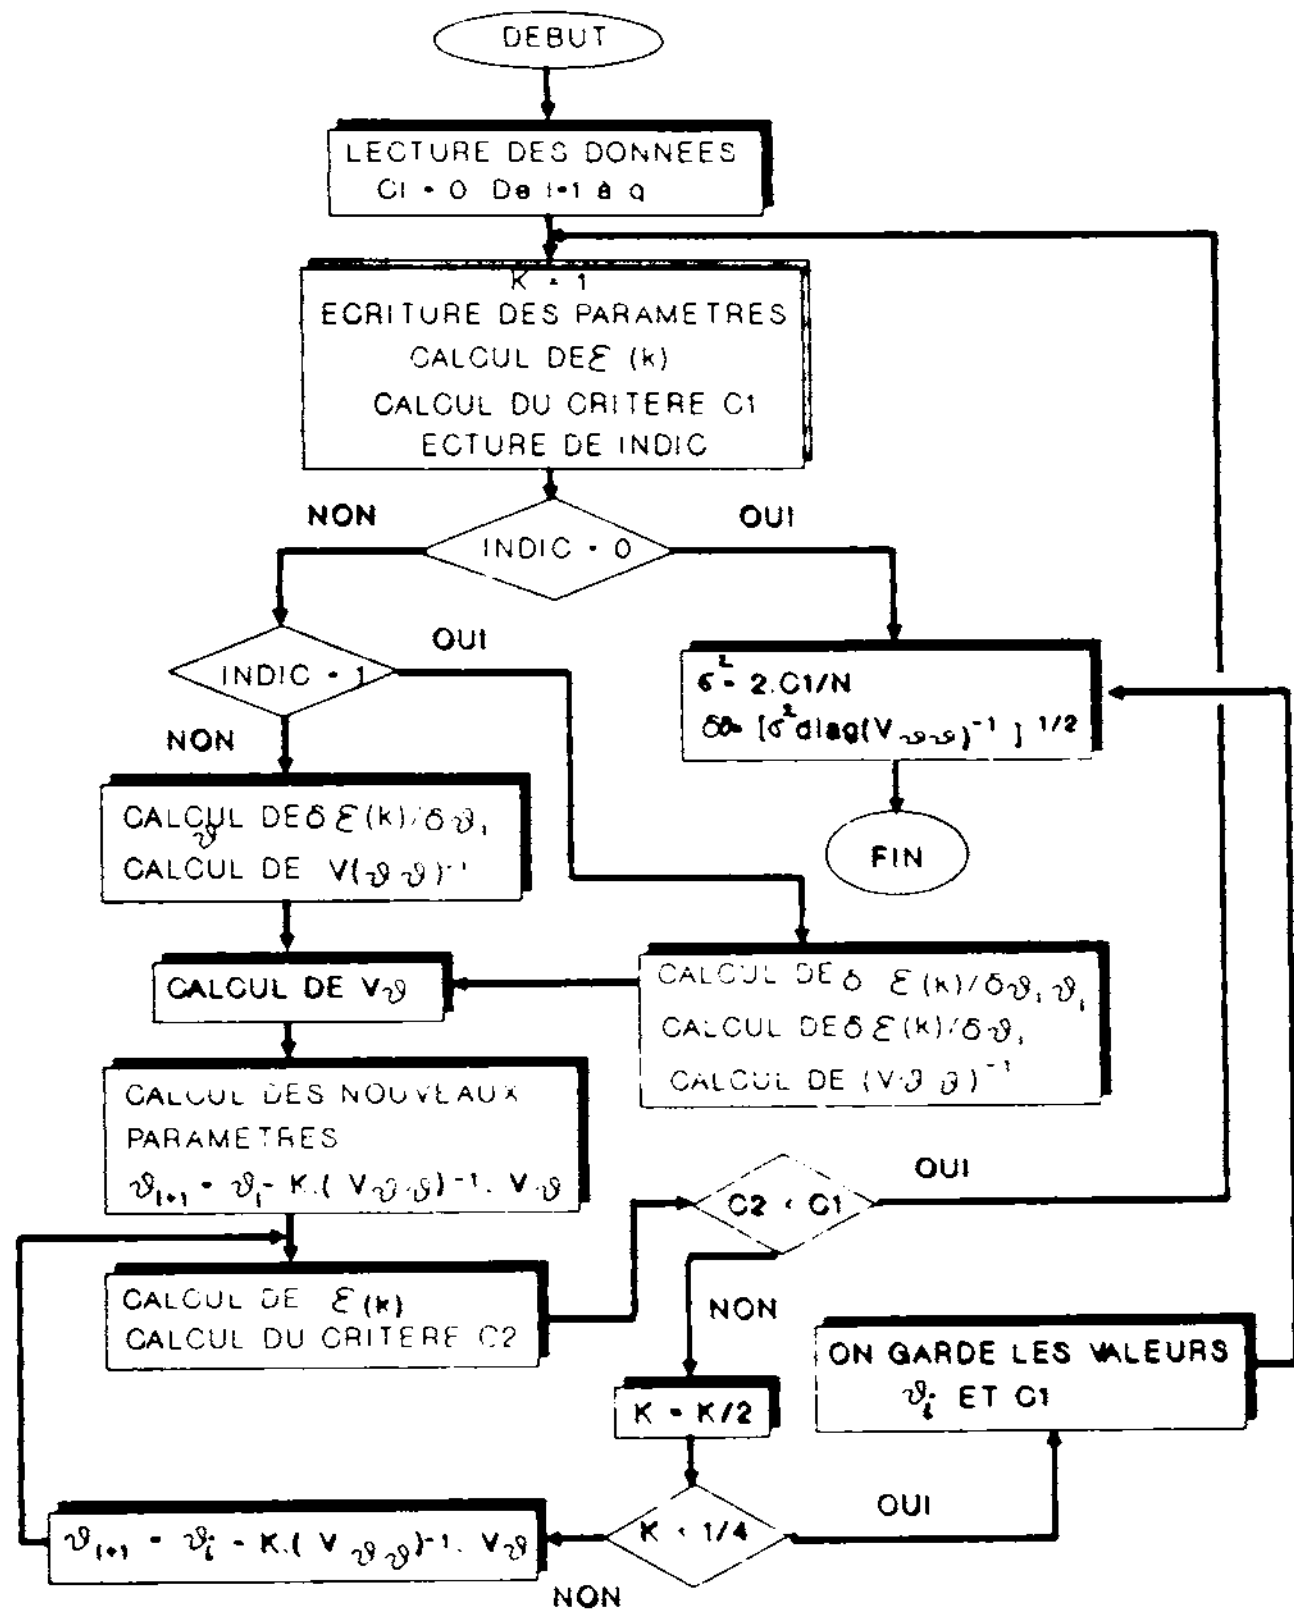 DEBUT
LECTURE DES DONNEES
CI = 0 De i=1 à q
K = 1
ECRITURE DES PARAMETRES
CALCUL DE Ɛ (k)
CALCUL DU CRITERE C1
ECTURE DE INDIC
NON
OUI
INDIC = 0
OUI
INDIC = 1
NON
σ² = 2.C1/N
δϑ= [σ² diag(V ϑϑ)⁻¹ ] 1/2
FIN
CALCUL DE δ Ɛ(k)/δϑᵢ
ϑ
CALCUL DE V(ϑ ϑ)⁻¹
CALCUL DE Vϑ
CALCUL DE δ Ɛ(k)/δϑᵢ ϑᵢ
CALCUL DE δ Ɛ(k)/δϑᵢ
CALCUL DE (Vϑ ϑ)⁻¹
CALCUL DES NOUVEAUX
PARAMETRES
ϑi+1 = ϑi - K.( Vϑϑ)⁻¹. Vϑ
C2 < C1
OUI
CALCUL DE Ɛ(k)
CALCUL DU CRITERE C2
NON
ON GARDE LES VALEURS
ϑi ET C1
K = K/2
K < 1/4
OUI
ϑi+1 = ϑi - K.( V ϑϑ)⁻¹. Vϑ
NON